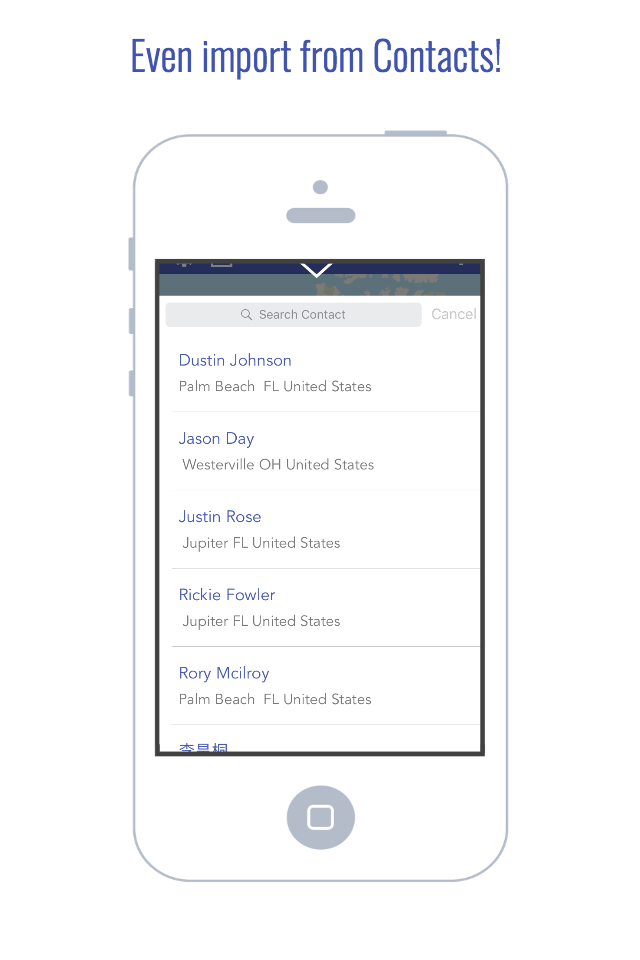 Even import from Contacts!
Search Contact
Cancel
Dustin Johnson
Palm Beach  FL United States
Jason Day
Westerville OH United States
Justin Rose
Jupiter FL United States
Rickie Fowler
Jupiter FL United States
Rory Mcilroy
Palm Beach  FL United States